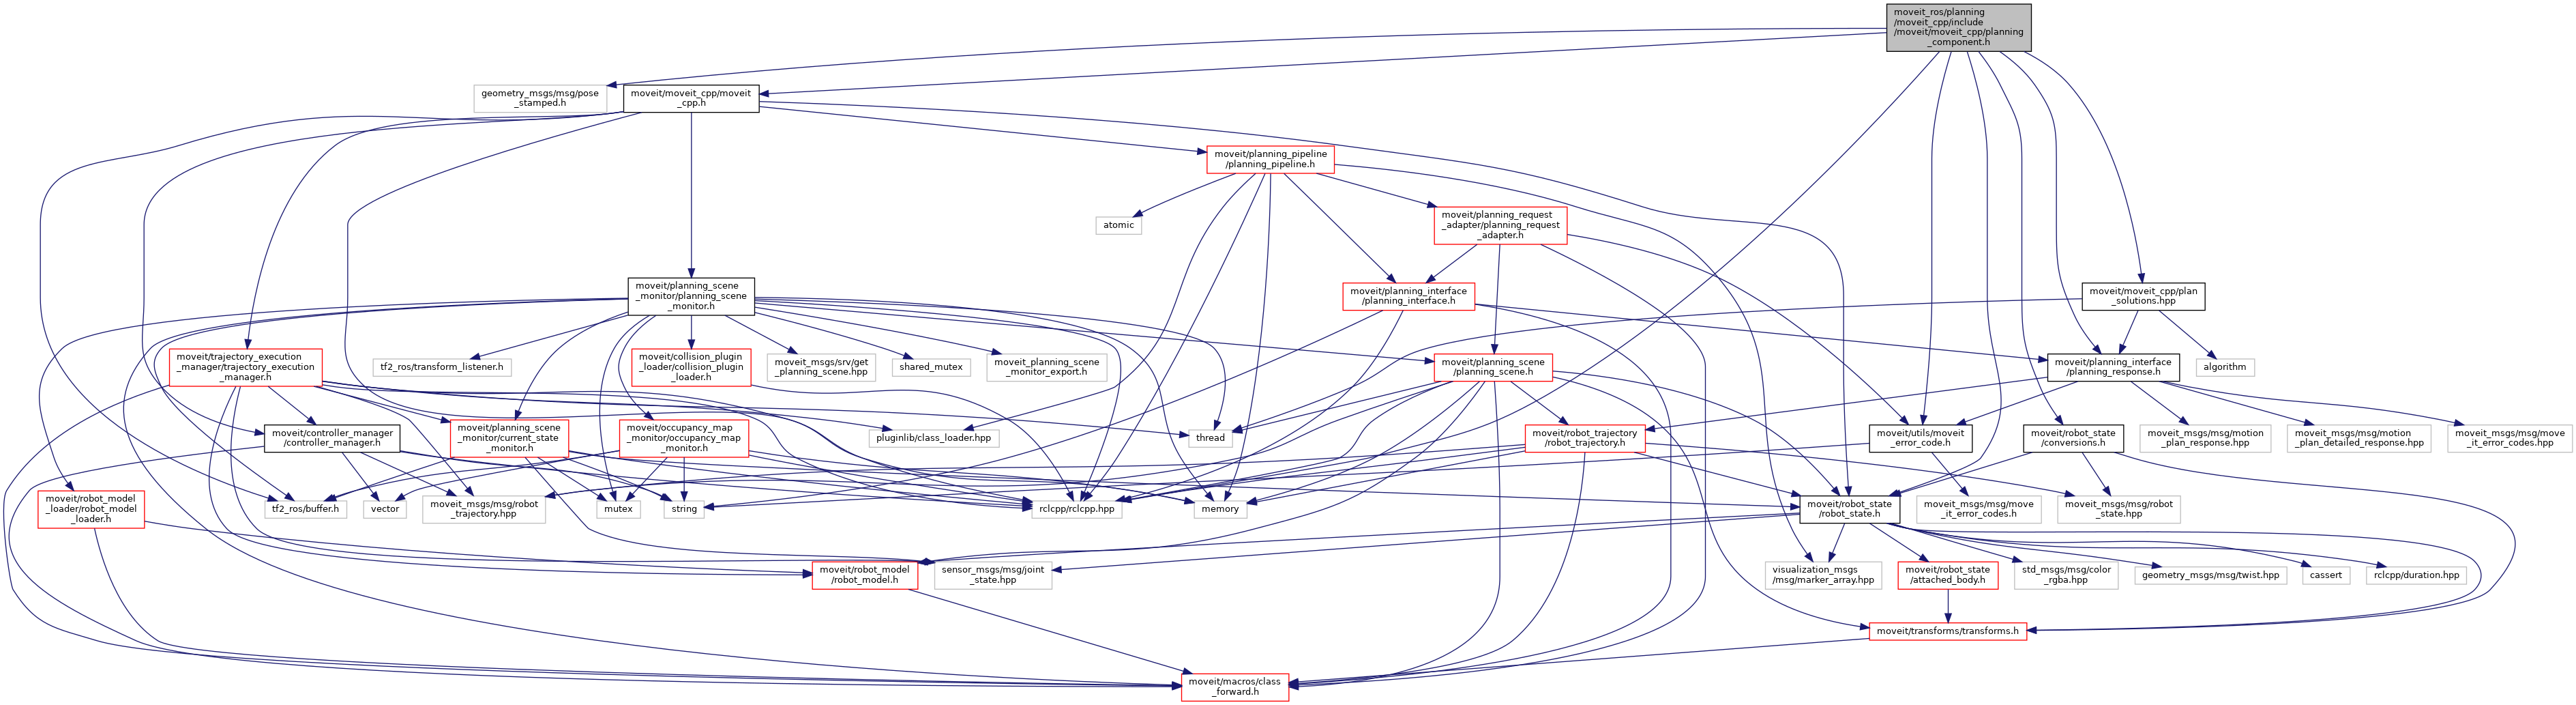 moveit_ros/planning
/moveit_cpp/include
/moveit/moveit_cpp/planning
_component.h
geometry_msgs/msg/pose
_stamped.h
moveit/moveit_cpp/moveit
_cpp.h
moveit/planning_pipeline
/planning_pipeline.h
atomic
moveit/planning_request
_adapter/planning_request
_adapter.h
moveit/planning_scene
_monitor/planning_scene
_monitor.h
moveit/planning_interface
/planning_interface.h
moveit/moveit_cpp/plan
_solutions.hpp
moveit/trajectory_execution
_manager/trajectory_execution
_manager.h
tf2_ros/transform_listener.h
moveit/collision_plugin
_loader/collision_plugin
_loader.h
moveit_msgs/srv/get
_planning_scene.hpp
shared_mutex
moveit_planning_scene
_monitor_export.h
moveit/planning_scene
/planning_scene.h
moveit/planning_interface
/planning_response.h
algorithm
moveit/controller_manager
/controller_manager.h
moveit/planning_scene
_monitor/current_state
_monitor.h
moveit/occupancy_map
_monitor/occupancy_map
_monitor.h
pluginlib/class_loader.hpp
thread
moveit/robot_trajectory
/robot_trajectory.h
moveit/utils/moveit
_error_code.h
moveit/robot_state
/conversions.h
moveit_msgs/msg/motion
_plan_response.hpp
moveit_msgs/msg/motion
_plan_detailed_response.hpp
moveit_msgs/msg/move
_it_error_codes.hpp
moveit/robot_model
_loader/robot_model
_loader.h
tf2_ros/buffer.h
vector
moveit_msgs/msg/robot
_trajectory.hpp
mutex
string
rclcpp/rclcpp.hpp
memory
moveit/robot_state
/robot_state.h
moveit_msgs/msg/move
_it_error_codes.h
moveit_msgs/msg/robot
_state.hpp
moveit/robot_model
/robot_model.h
sensor_msgs/msg/joint
_state.hpp
visualization_msgs
/msg/marker_array.hpp
moveit/robot_state
/attached_body.h
std_msgs/msg/color
_rgba.hpp
geometry_msgs/msg/twist.hpp
cassert
rclcpp/duration.hpp
moveit/transforms/transforms.h
moveit/macros/class
_forward.h